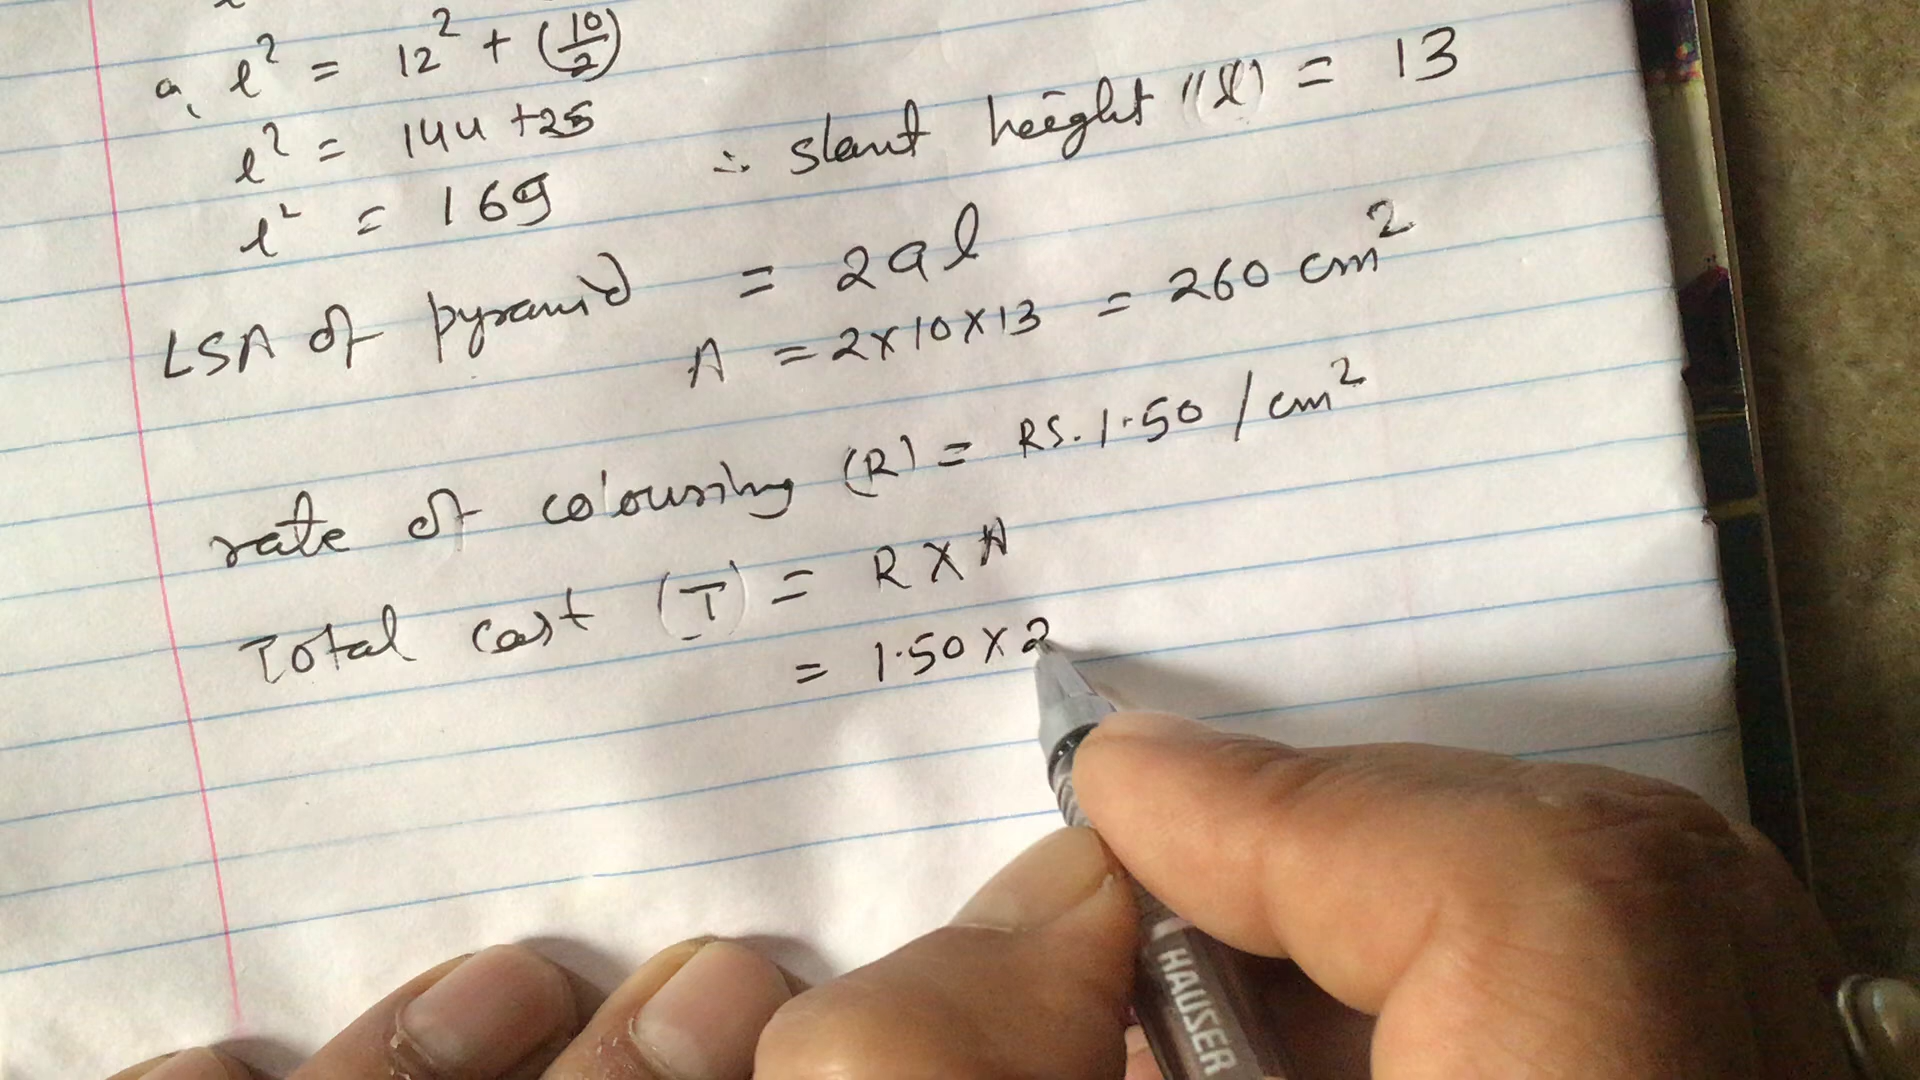 a, l² = 12² + (10/2)
l² = 144 + 25
l² = 169
∴ slant height (l) = 13
LSA of pyramid = 2al
A = 2×10×13 = 260 cm²
rate of colouring (R) = RS. 1.50 / cm²
Total cost (T) = R × A
= 1.50 × 2
HAUSER